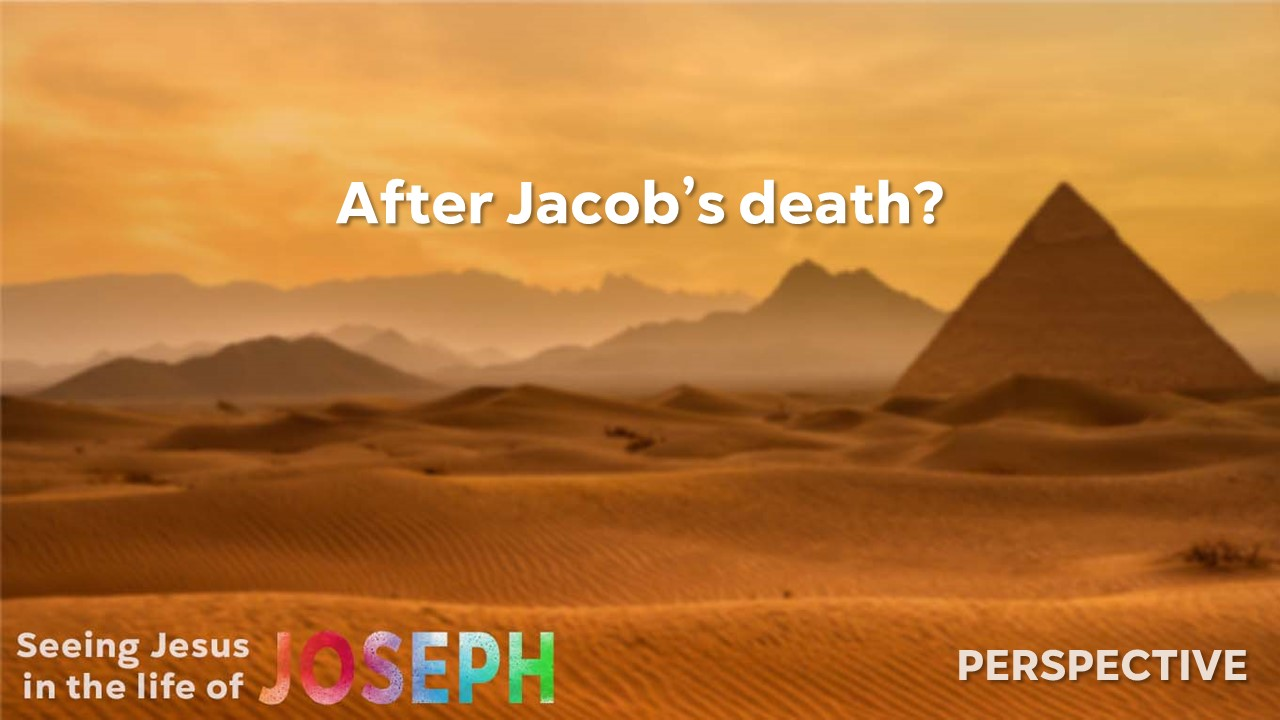 After Jacob’s death?
Seeing Jesus
in the life of JOSEPH
PERSPECTIVE